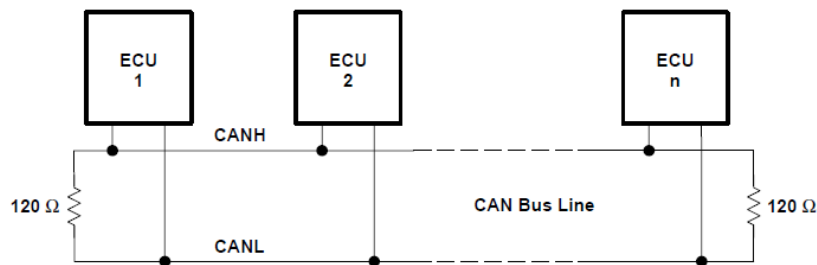 ECU
1
ECU
2
ECU
n
CANH
120 Ω
CAN Bus Line
120 Ω
CANL